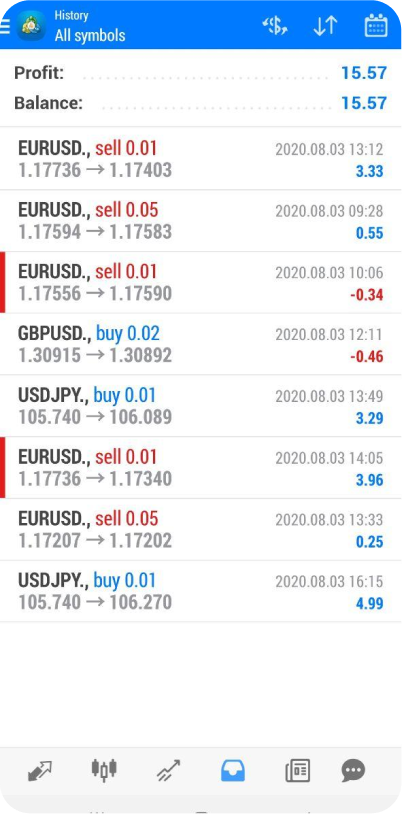 History
All symbols
Profit: 15.57
Balance: 15.57
EURUSD., sell 0.01 2020.08.03 13:12
1.17736 → 1.17403 3.33
EURUSD., sell 0.05 2020.08.03 09:28
1.17594 → 1.17583 0.55
EURUSD., sell 0.01 2020.08.03 10:06
1.17556 → 1.17590 -0.34
GBPUSD., buy 0.02 2020.08.03 12:11
1.30915 → 1.30892 -0.46
USDJPY., buy 0.01 2020.08.03 13:49
105.740 → 106.089 3.29
EURUSD., sell 0.01 2020.08.03 14:05
1.17736 → 1.17340 3.96
EURUSD., sell 0.05 2020.08.03 13:33
1.17207 → 1.17202 0.25
USDJPY., buy 0.01 2020.08.03 16:15
105.740 → 106.270 4.99